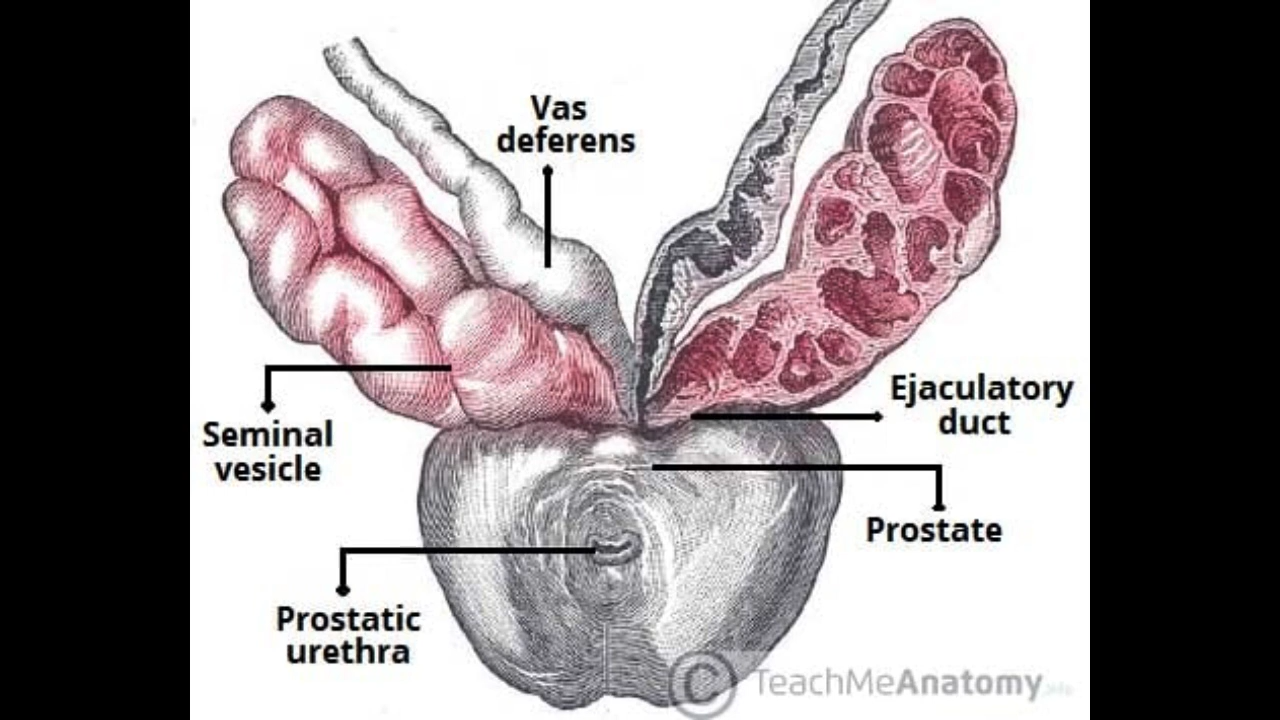 Vas
deferens
Ejaculatory
duct
Seminal
vesicle
Prostate
Prostatic
urethra
© TeachMeAnatomy